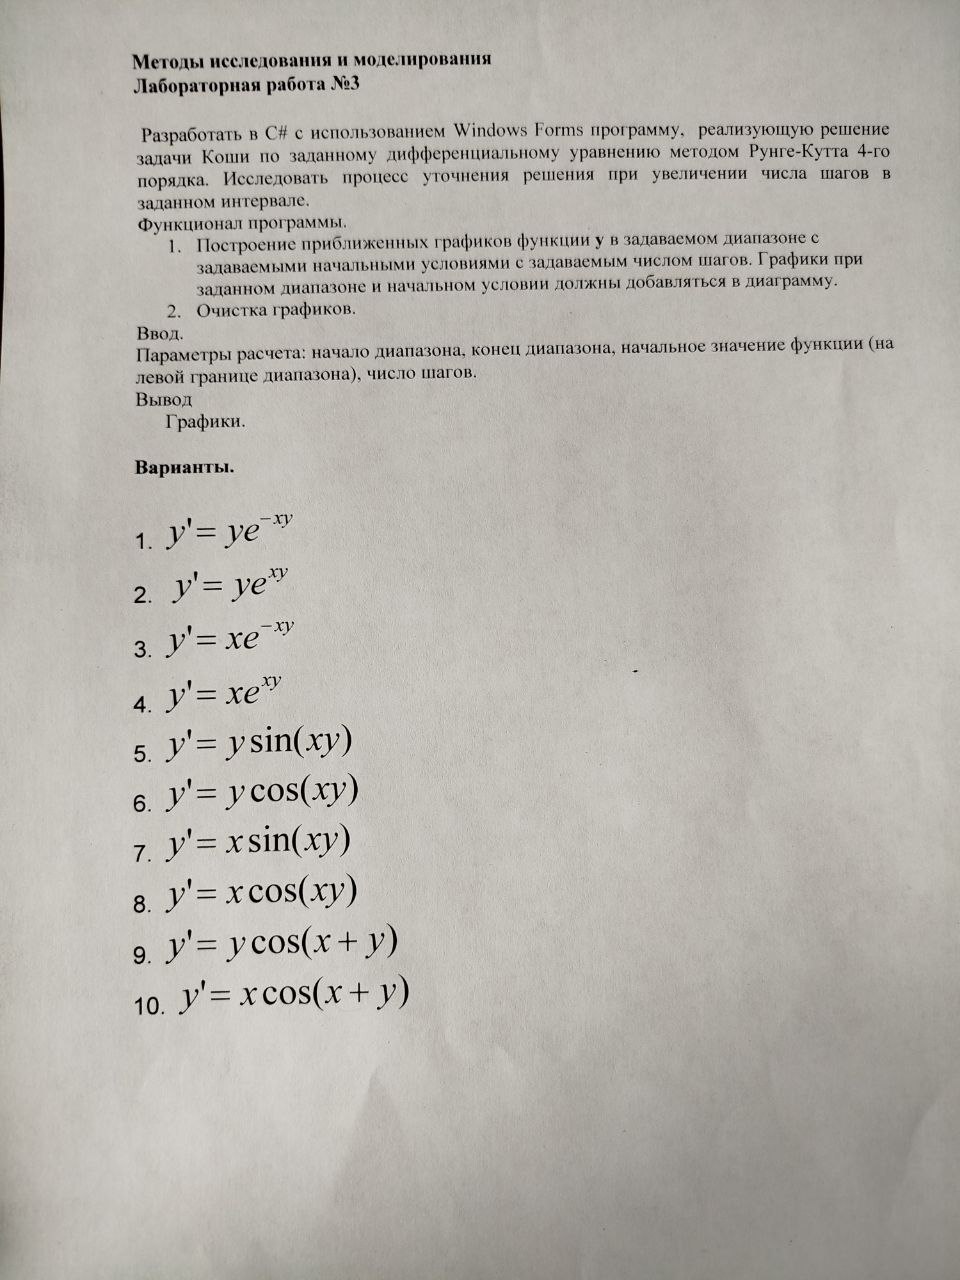 Методы исследования и моделирования
Лабораторная работа №3
Разработать в C# с использованием Windows Forms программу, реализующую решение
задачи Коши по заданному дифференциальному уравнению методом Рунге-Кутта 4-го
порядка. Исследовать процесс уточнения решения при увеличении числа шагов в
заданном интервале.
Функционал программы.
1. Построение приближенных графиков функции y в задаваемом диапазоне с
задаваемыми начальными условиями с задаваемым числом шагов. Графики при
заданном диапазоне и начальном условии должны добавляться в диаграмму.
2. Очистка графиков.
Ввод.
Параметры расчета: начало диапазона, конец диапазона, начальное значение функции (на
левой границе диапазона), число шагов.
Вывод
Графики.
Варианты.
1. y'= ye^{-xy}
2. y'= ye^{xy}
3. y'= xe^{-xy}
4. y'= xe^{xy}
5. y'= y sin(xy)
6. y'= y cos(xy)
7. y'= x sin(xy)
8. y'= x cos(xy)
9. y'= y cos(x + y)
10. y'= x cos(x + y)